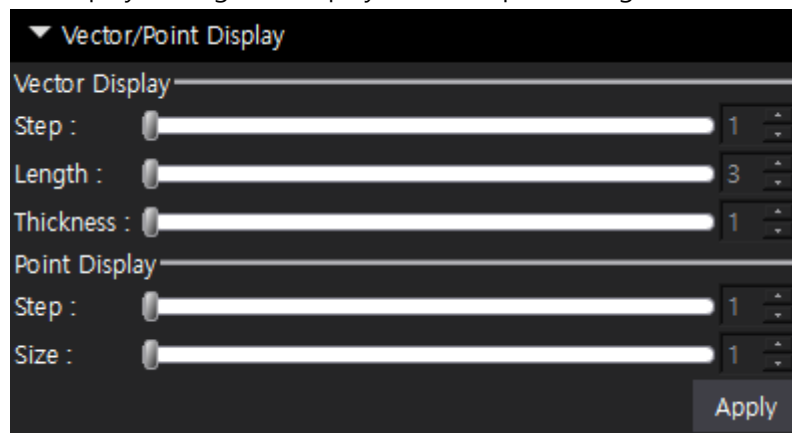 Vector/Point Display
Vector Display
Step : 1
Length : 3
Thickness : 1
Point Display
Step : 1
Size : 1
Apply